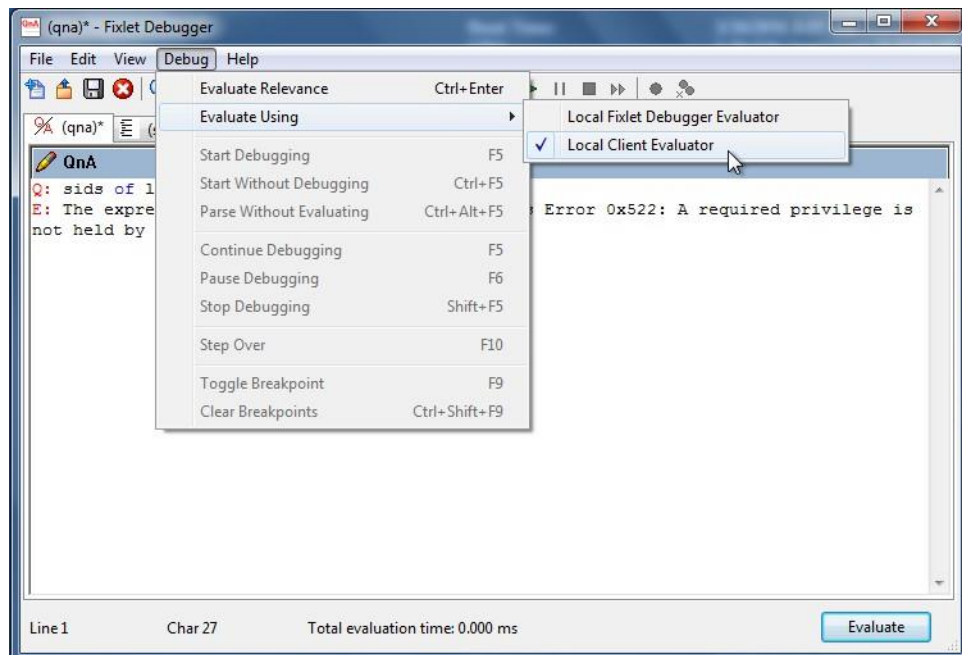 QnA (qna)* - Fixlet Debugger
File Edit View Debug Help
(qna)*
QnA
Q: sids of l
E: The expre
Error 0x522: A required privilege is
not held by
Evaluate Relevance Ctrl+Enter
Evaluate Using
Start Debugging F5
Start Without Debugging Ctrl+F5
Parse Without Evaluating Ctrl+Alt+F5
Continue Debugging F5
Pause Debugging F6
Stop Debugging Shift+F5
Step Over F10
Toggle Breakpoint F9
Clear Breakpoints Ctrl+Shift+F9
Local Fixlet Debugger Evaluator
Local Client Evaluator
Line 1 Char 27 Total evaluation time: 0.000 ms Evaluate